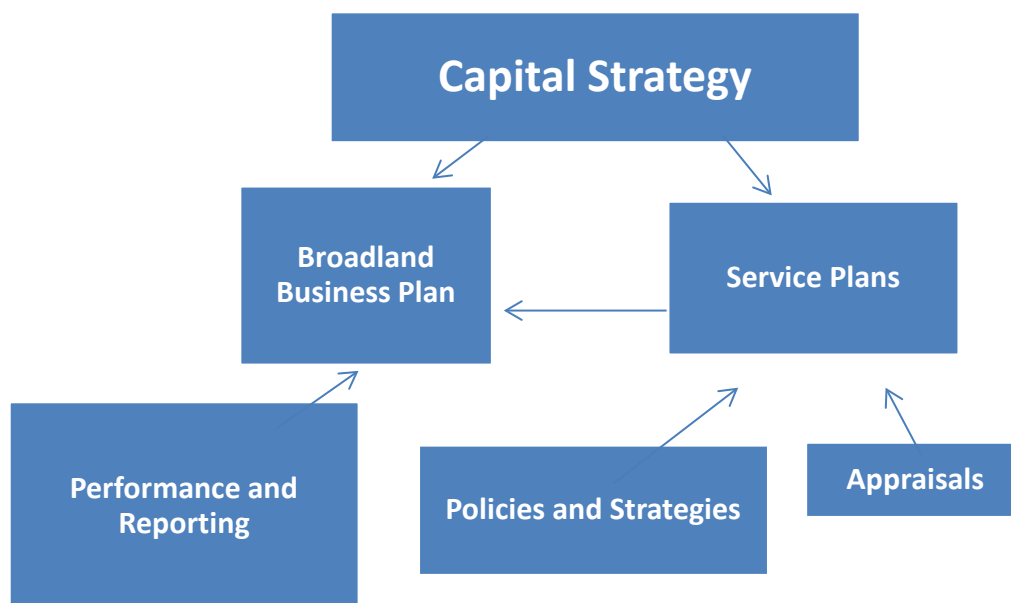 Capital Strategy
Broadland
Business Plan
Service Plans
Performance and
Reporting
Policies and Strategies
Appraisals